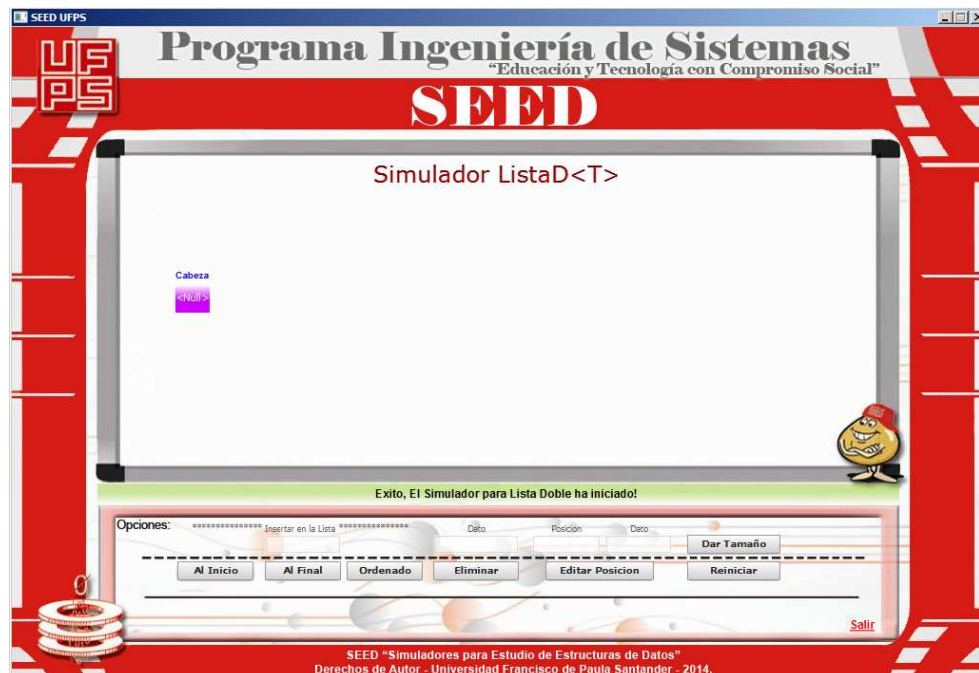 SEED UFPS
UFPS
Programa Ingeniería de Sistemas
“Educación y Tecnología con Compromiso Social”
SEED
Simulador ListaD<T>
Cabeza
<Null>
Exito, El Simulador para Lista Doble ha iniciado!
Opciones: *************** Insertar en la Lista *************** Dato Posición Dato
Dar Tamaño
Al Inicio Al Final Ordenado Eliminar Editar Posicion Reiniciar
Salir
SEED “Simuladores para Estudio de Estructuras de Datos”
Derechos de Autor - Universidad Francisco de Paula Santander - 2014.